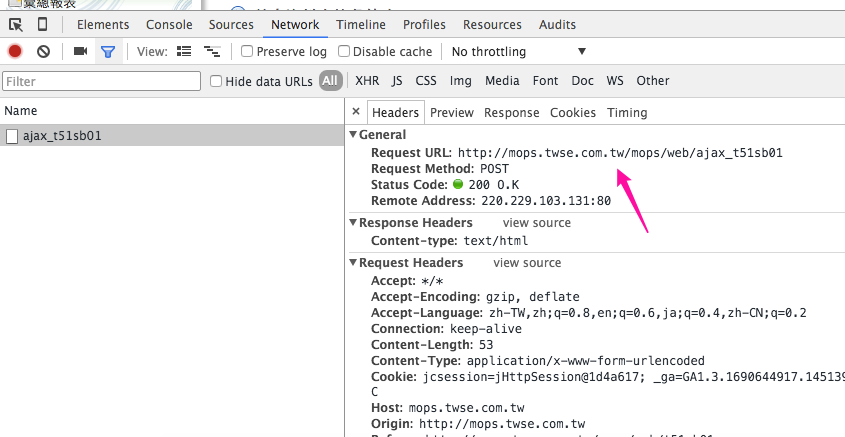 彙總報表
Elements Console Sources Network Timeline Profiles Resources Audits
View: Preserve log Disable cache No throttling ▼
Filter Hide data URLs All XHR JS CSS Img Media Font Doc WS Other
Name
ajax_t51sb01
× Headers Preview Response Cookies Timing
▼General
Request URL: http://mops.twse.com.tw/mops/web/ajax_t51sb01
Request Method: POST
Status Code: 200 O.K
Remote Address: 220.229.103.131:80
▼Response Headers view source
Content-type: text/html
▼Request Headers view source
Accept: */*
Accept-Encoding: gzip, deflate
Accept-Language: zh-TW,zh;q=0.8,en;q=0.6,ja;q=0.4,zh-CN;q=0.2
Connection: keep-alive
Content-Length: 53
Content-Type: application/x-www-form-urlencoded
Cookie: jcsession=jHttpSession@1d4a617; _ga=GA1.3.1690644917.145139
C
Host: mops.twse.com.tw
Origin: http://mops.twse.com.tw